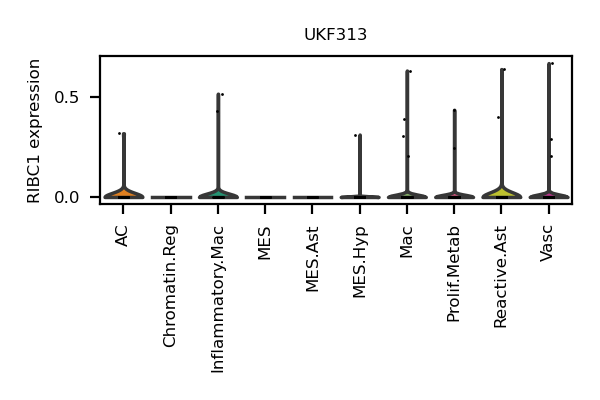 UKF313
RIBC1 expression
0.5
0.0
AC
Chromatin.Reg
Inflammatory.Mac
MES
MES.Ast
MES.Hyp
Mac
Prolif.Metab
Reactive.Ast
Vasc